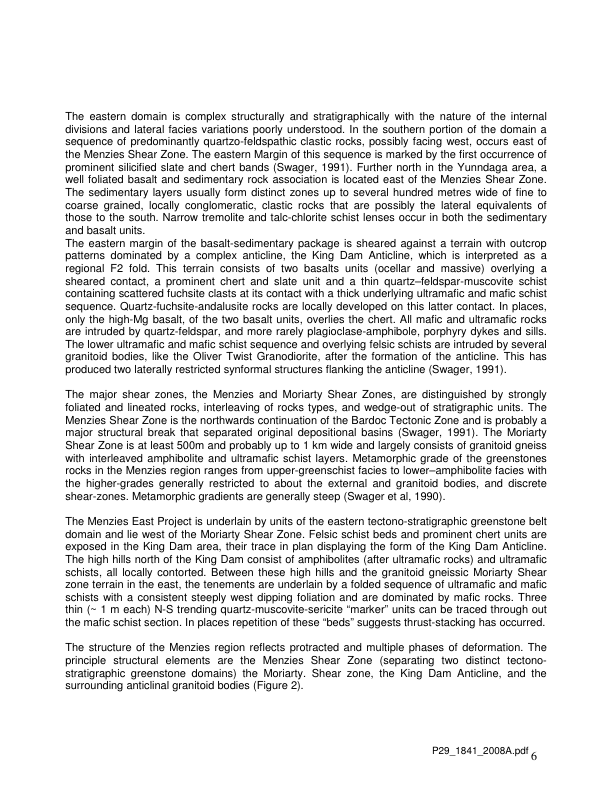 The eastern domain is complex structurally and stratigraphically with the nature of the internal
divisions and lateral facies variations poorly understood. In the southern portion of the domain a
sequence of predominantly quartzo-feldspathic clastic rocks, possibly facing west, occurs east of
the Menzies Shear Zone. The eastern Margin of this sequence is marked by the first occurrence of
prominent silicified slate and chert bands (Swager, 1991). Further north in the Yunndaga area, a
well foliated basalt and sedimentary rock association is located east of the Menzies Shear Zone.
The sedimentary layers usually form distinct zones up to several hundred metres wide of fine to
coarse grained, locally conglomeratic, clastic rocks that are possibly the lateral equivalents of
those to the south. Narrow tremolite and talc-chlorite schist lenses occur in both the sedimentary
and basalt units.
The eastern margin of the basalt-sedimentary package is sheared against a terrain with outcrop
patterns dominated by a complex anticline, the King Dam Anticline, which is interpreted as a
regional F2 fold. This terrain consists of two basalts units (ocellar and massive) overlying a
sheared contact, a prominent chert and slate unit and a thin quartz–feldspar-muscovite schist
containing scattered fuchsite clasts at its contact with a thick underlying ultramafic and mafic schist
sequence. Quartz-fuchsite-andalusite rocks are locally developed on this latter contact. In places,
only the high-Mg basalt, of the two basalt units, overlies the chert. All mafic and ultramafic rocks
are intruded by quartz-feldspar, and more rarely plagioclase-amphibole, porphyry dykes and sills.
The lower ultramafic and mafic schist sequence and overlying felsic schists are intruded by several
granitoid bodies, like the Oliver Twist Granodiorite, after the formation of the anticline. This has
produced two laterally restricted synformal structures flanking the anticline (Swager, 1991).
The major shear zones, the Menzies and Moriarty Shear Zones, are distinguished by strongly
foliated and lineated rocks, interleaving of rocks types, and wedge-out of stratigraphic units. The
Menzies Shear Zone is the northwards continuation of the Bardoc Tectonic Zone and is probably a
major structural break that separated original depositional basins (Swager, 1991). The Moriarty
Shear Zone is at least 500m and probably up to 1 km wide and largely consists of granitoid gneiss
with interleaved amphibolite and ultramafic schist layers. Metamorphic grade of the greenstones
rocks in the Menzies region ranges from upper-greenschist facies to lower–amphibolite facies with
the higher-grades generally restricted to about the external and granitoid bodies, and discrete
shear-zones. Metamorphic gradients are generally steep (Swager et al, 1990).
The Menzies East Project is underlain by units of the eastern tectono-stratigraphic greenstone belt
domain and lie west of the Moriarty Shear Zone. Felsic schist beds and prominent chert units are
exposed in the King Dam area, their trace in plan displaying the form of the King Dam Anticline.
The high hills north of the King Dam consist of amphibolites (after ultramafic rocks) and ultramafic
schists, all locally contorted. Between these high hills and the granitoid gneissic Moriarty Shear
zone terrain in the east, the tenements are underlain by a folded sequence of ultramafic and mafic
schists with a consistent steeply west dipping foliation and are dominated by mafic rocks. Three
thin (~ 1 m each) N-S trending quartz-muscovite-sericite “marker” units can be traced through out
the mafic schist section. In places repetition of these “beds” suggests thrust-stacking has occurred.
The structure of the Menzies region reflects protracted and multiple phases of deformation. The
principle structural elements are the Menzies Shear Zone (separating two distinct tectono-
stratigraphic greenstone domains) the Moriarty. Shear zone, the King Dam Anticline, and the
surrounding anticlinal granitoid bodies (Figure 2).
P29_1841_2008A.pdf 6